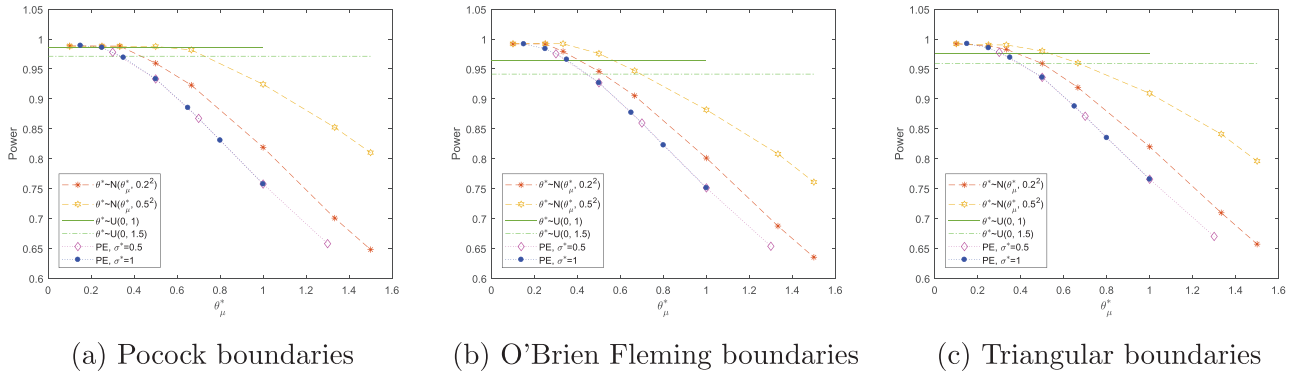 1.05
1
0.95
0.9
0.85
0.8
0.75
0.7
0.65
0.6
Power
0 0.2 0.4 0.6 0.8 1 1.2 1.4 1.6
θ*μ
θ*~N(θ*μ, 0.2²)
θ*~N(θ*μ, 0.5²)
θ*~U(0, 1)
θ*~U(0, 1.5)
PE, σ*=0.5
PE, σ*=1
(a) Pocock boundaries
1.05
1
0.95
0.9
0.85
0.8
0.75
0.7
0.65
0.6
Power
0 0.2 0.4 0.6 0.8 1 1.2 1.4 1.6
θ*μ
θ*~N(θ*μ, 0.2²)
θ*~N(θ*μ, 0.5²)
θ*~U(0, 1)
θ*~U(0, 1.5)
PE, σ*=0.5
PE, σ*=1
(b) O'Brien Fleming boundaries
1.05
1
0.95
0.9
0.85
0.8
0.75
0.7
0.65
0.6
Power
0 0.2 0.4 0.6 0.8 1 1.2 1.4 1.6
θ*μ
θ*~N(θ*μ, 0.2²)
θ*~N(θ*μ, 0.5²)
θ*~U(0, 1)
θ*~U(0, 1.5)
PE, σ*=0.5
PE, σ*=1
(c) Triangular boundaries